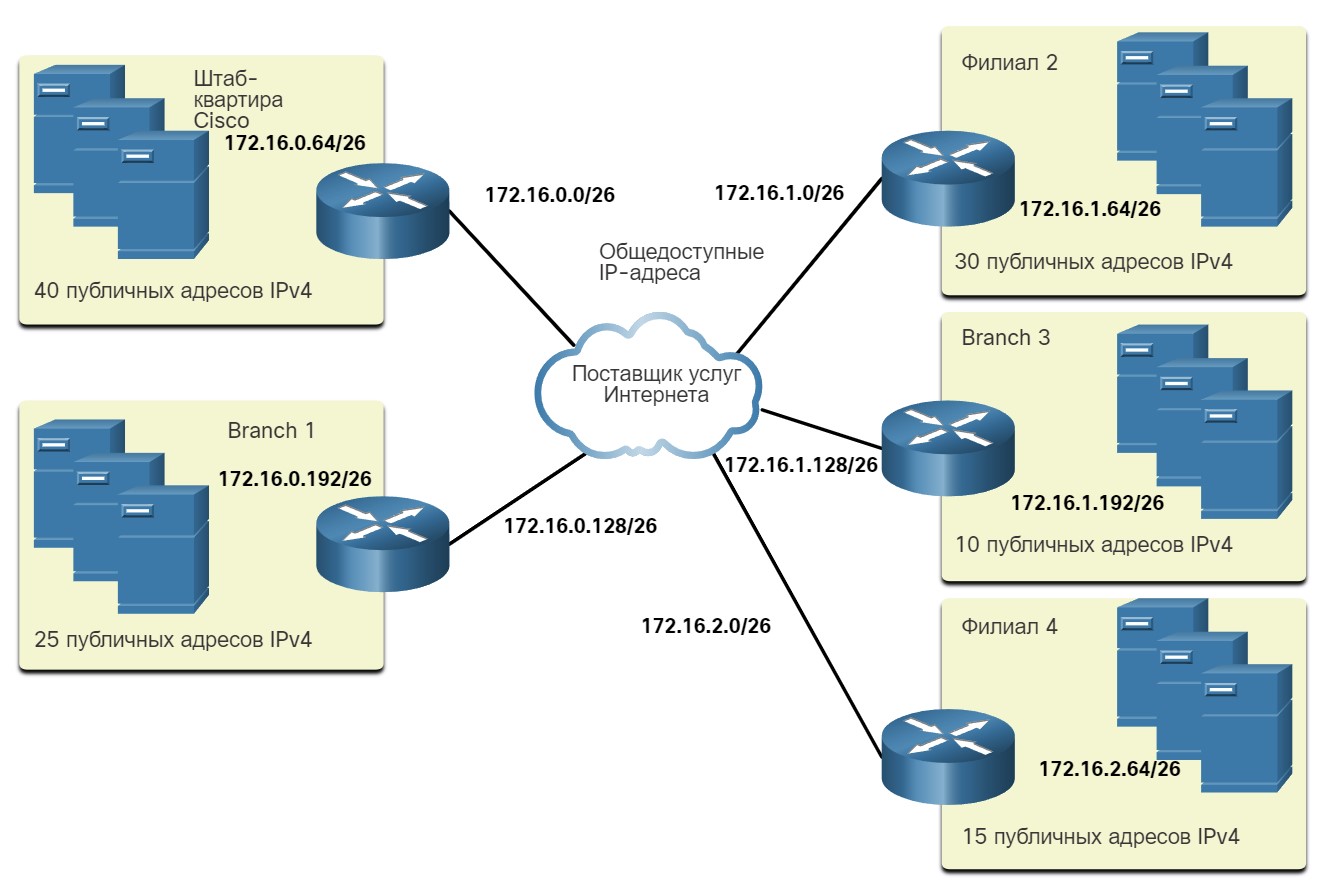 Штаб-
квартира
Cisco
172.16.0.64/26
40 публичных адресов IPv4
172.16.0.0/26
Branch 1
172.16.0.192/26
25 публичных адресов IPv4
172.16.0.128/26
Общедоступные
IP-адреса
Поставщик услуг
Интернета
172.16.1.0/26
Филиал 2
172.16.1.64/26
30 публичных адресов IPv4
172.16.1.128/26
Branch 3
172.16.1.192/26
10 публичных адресов IPv4
172.16.2.0/26
Филиал 4
172.16.2.64/26
15 публичных адресов IPv4